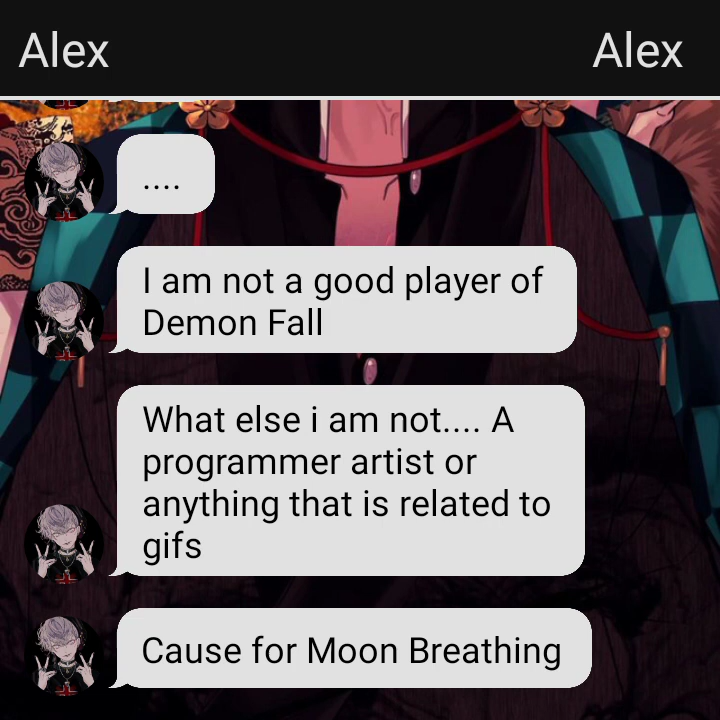 Alex Alex
....
I am not a good player of
Demon Fall
What else i am not.... A
programmer artist or
anything that is related to
gifs
Cause for Moon Breathing